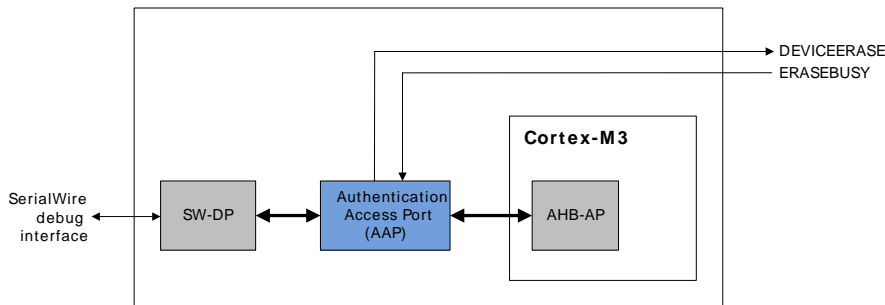 DEVICEERASE
ERASEBUSY
Cortex-M3
SerialWire
debug
interface
SW-DP
Authentication
Access Port
(AAP)
AHB-AP